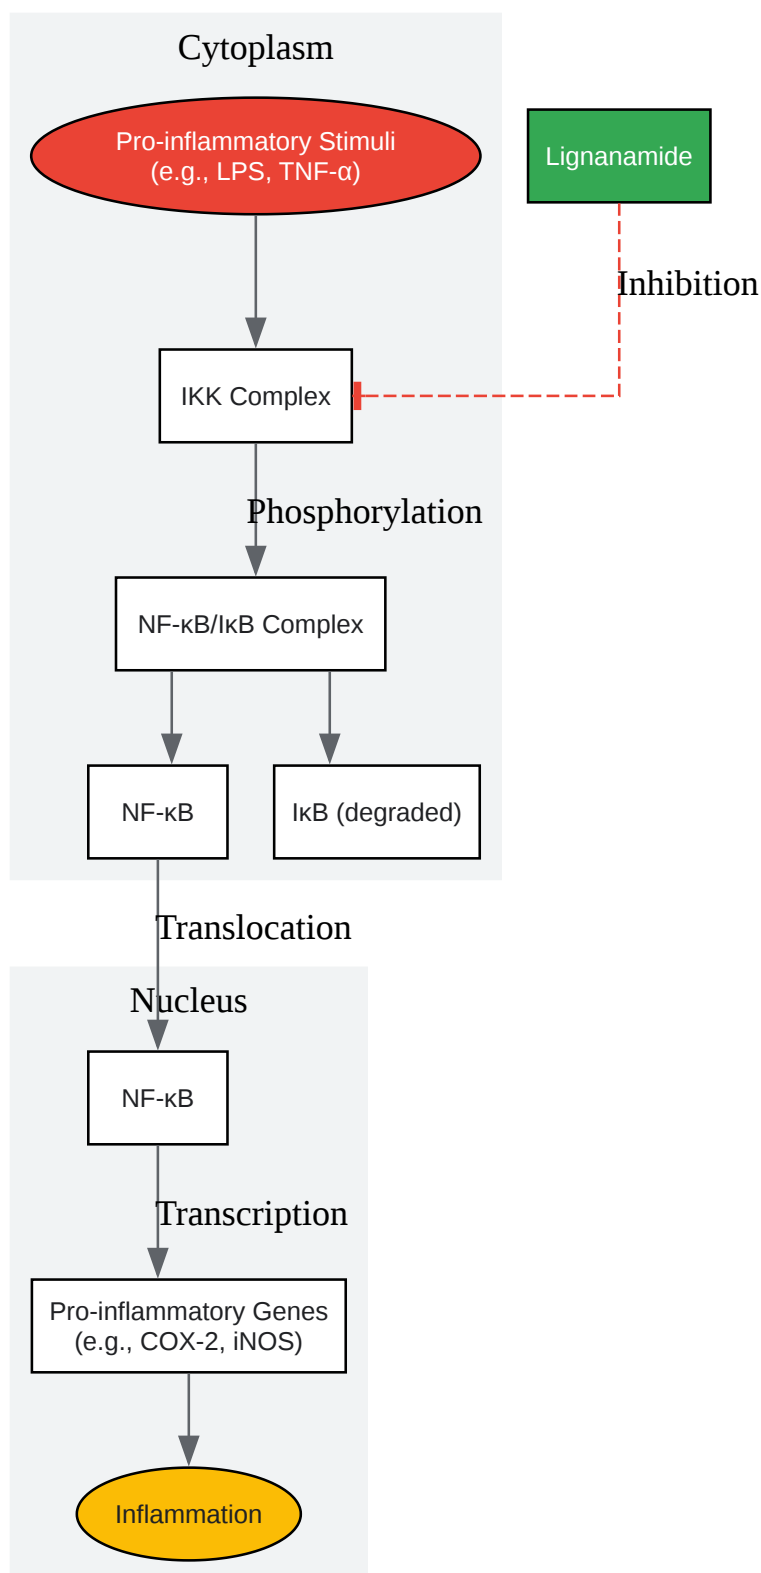 Cytoplasm
Pro-inflammatory Stimuli
(e.g., LPS, TNF-α)
Lignanamide
Inhibition
IKK Complex
Phosphorylation
NF-κB/IκB Complex
NF-κB
IκB (degraded)
Translocation
Nucleus
NF-κB
Transcription
Pro-inflammatory Genes
(e.g., COX-2, iNOS)
Inflammation